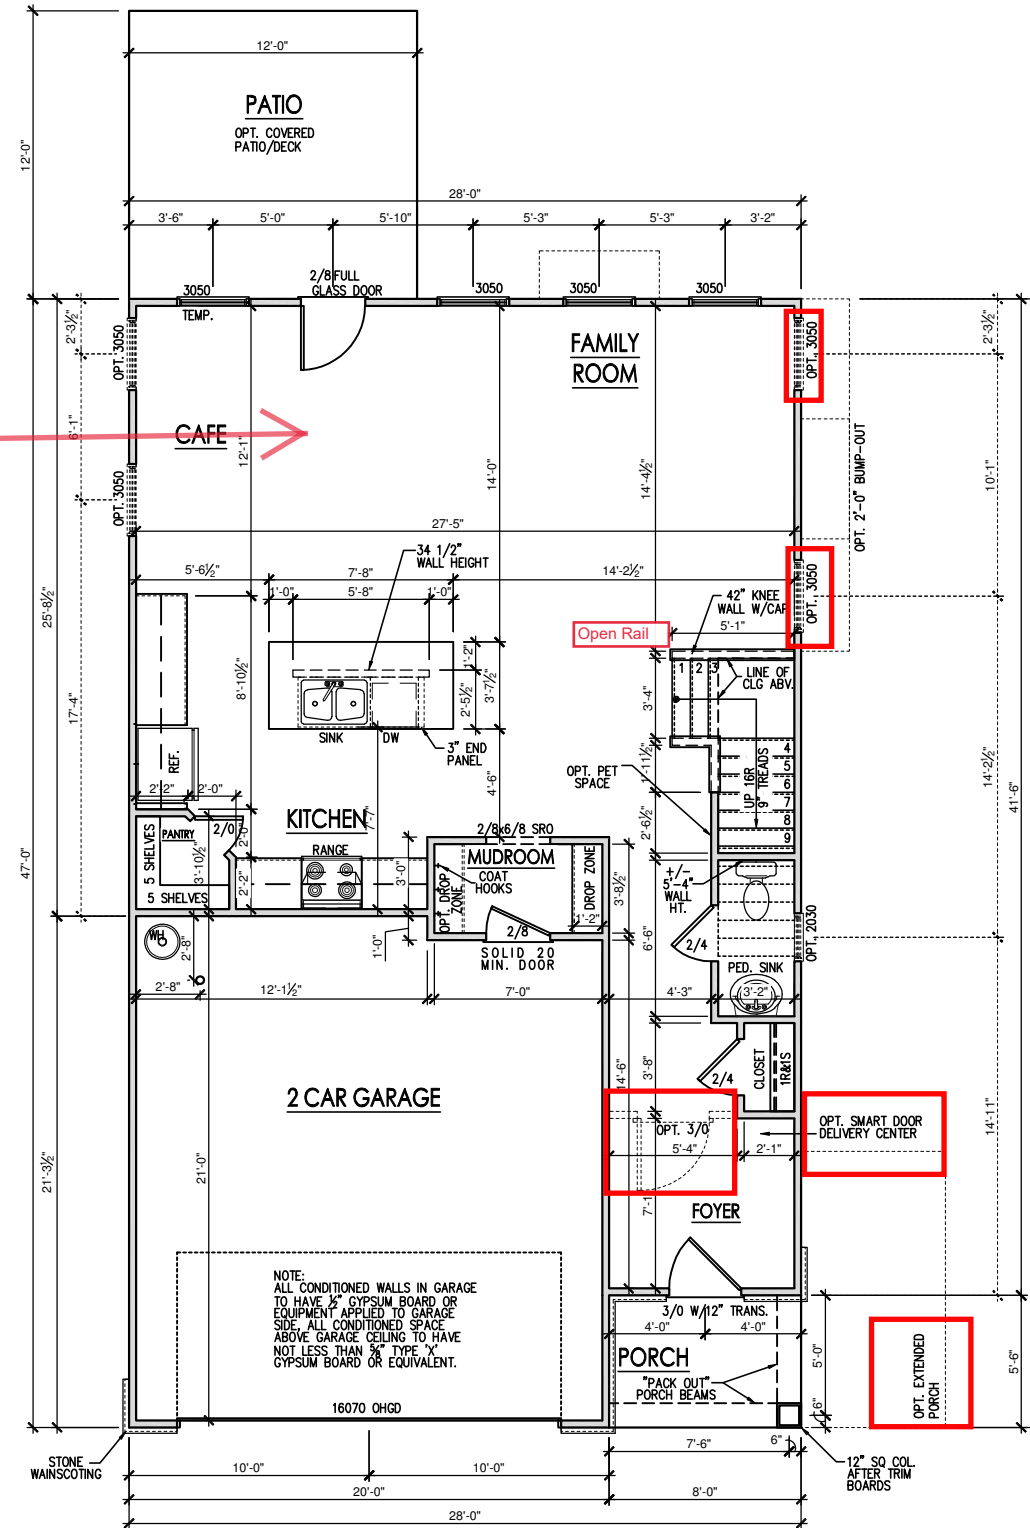 12'-0"
PATIO
OPT. COVERED
PATIO/DECK
12'-0"
28'-0"
3'-6"
5'-0"
5'-10"
5'-3"
5'-3"
3'-2"
2/8 FULL
GLASS DOOR
3050
TEMP.
3050
3050
3050
2'-3½"
OPT. 3050
FAMILY
ROOM
OPT. 3050
2'-3½"
CAFE
6'-1"
12'-1"
14'-0"
14'-4½"
OPT. 3050
OPT. 2'-0" BUMP-OUT
10'-1"
27'-5"
34 1/2"
WALL HEIGHT
5'-6½"
7'-8"
14'-2½"
1'-0"
5'-8"
1'-0"
42" KNEE
WALL W/CAP
OPT. 3050
5'-1"
Open Rail
25'-8½"
1
2
3
LINE OF
CLG ABV.
1'-2"
2'-5½"
3'-7½"
8'-10½"
3'-4"
17'-4"
SINK
DW
3" END
PANEL
REF.
4
5
6
7
8
9
UP 16R
9" TREADS
OPT. PET
SPACE
1'-11½"
14'-2½"
41'-6"
4'-6"
2'-2"
2'-0"
KITCHEN
7'-7"
2'-6½"
47'-0"
5 SHELVES
PANTRY
2/0
2'-0"
3'-10½"
RANGE
2'-2"
5 SHELVES
2/8x6/8 SRO
MUDROOM
COAT
HOOKS
3'-0"
OPT. DROP
ZONE
DROP ZONE
1'-2"
3'-8½"
+/-
5'-4"
WALL
HT.
2/8
SOLID 20
MIN. DOOR
1'-0"
6'-6"
2/4
OPT. 2030
WH
2'-8"
2'-8"
12'-1½"
7'-0"
4'-3"
PED. SINK
3'-2"
14'-6"
3'-8"
2/4
CLOSET
1R&1S
2 CAR GARAGE
OPT. 3/0
OPT. SMART DOOR
DELIVERY CENTER
14'-11"
5'-4"
2'-1"
21'-3½"
21'-0"
7'-1
FOYER
NOTE:
ALL CONDITIONED WALLS IN GARAGE
TO HAVE ½" GYPSUM BOARD OR
EQUIPMENT APPLIED TO GARAGE
SIDE, ALL CONDITIONED SPACE
ABOVE GARAGE CEILING TO HAVE
NOT LESS THAN ⅝" TYPE 'X'
GYPSUM BOARD OR EQUIVALENT.
3/0 W/12" TRANS.
4'-0"
4'-0"
PORCH
"PACK OUT"
PORCH BEAMS
5'-0"
OPT. EXTENDED
PORCH
5'-6"
16070 OHGD
6"
7'-6"
6"
STONE
WAINSCOTING
12" SQ COL.
AFTER TRIM
BOARDS
10'-0"
10'-0"
20'-0"
8'-0"
28'-0"